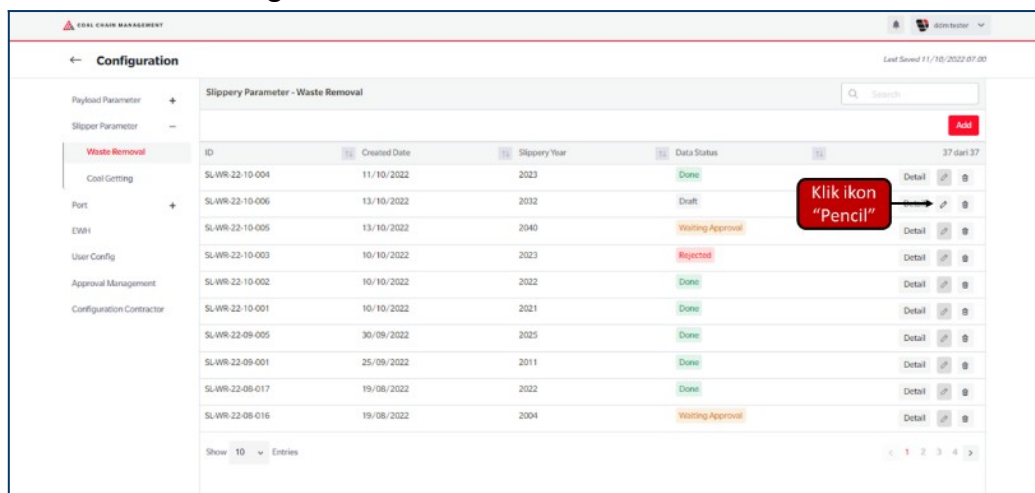 COAL CHAIN MANAGEMENT
dzim tester
← Configuration
Last Saved 11/10/2022 07.00
Payload Parameter +
Slipper Parameter −
Waste Removal
Coal Getting
Port +
EWH
User Config
Approval Management
Configuration Contractor
Slippery Parameter - Waste Removal
Search
Add
ID Created Date Slippery Year Data Status 37 dari 37
SL-WR-22-10-004 11/10/2022 2023 Done Detail
SL-WR-22-10-006 13/10/2022 2032 Draft Detail
SL-WR-22-10-005 13/10/2022 2040 Waiting Approval Detail
SL-WR-22-10-003 10/10/2022 2023 Rejected Detail
SL-WR-22-10-002 10/10/2022 2022 Done Detail
SL-WR-22-10-001 10/10/2022 2021 Done Detail
SL-WR-22-09-005 30/09/2022 2025 Done Detail
SL-WR-22-09-001 25/09/2022 2011 Done Detail
SL-WR-22-08-017 19/08/2022 2022 Done Detail
SL-WR-22-08-016 19/08/2022 2004 Waiting Approval Detail
Klik ikon
“Pencil”
Show 10 Entries
< 1 2 3 4 >